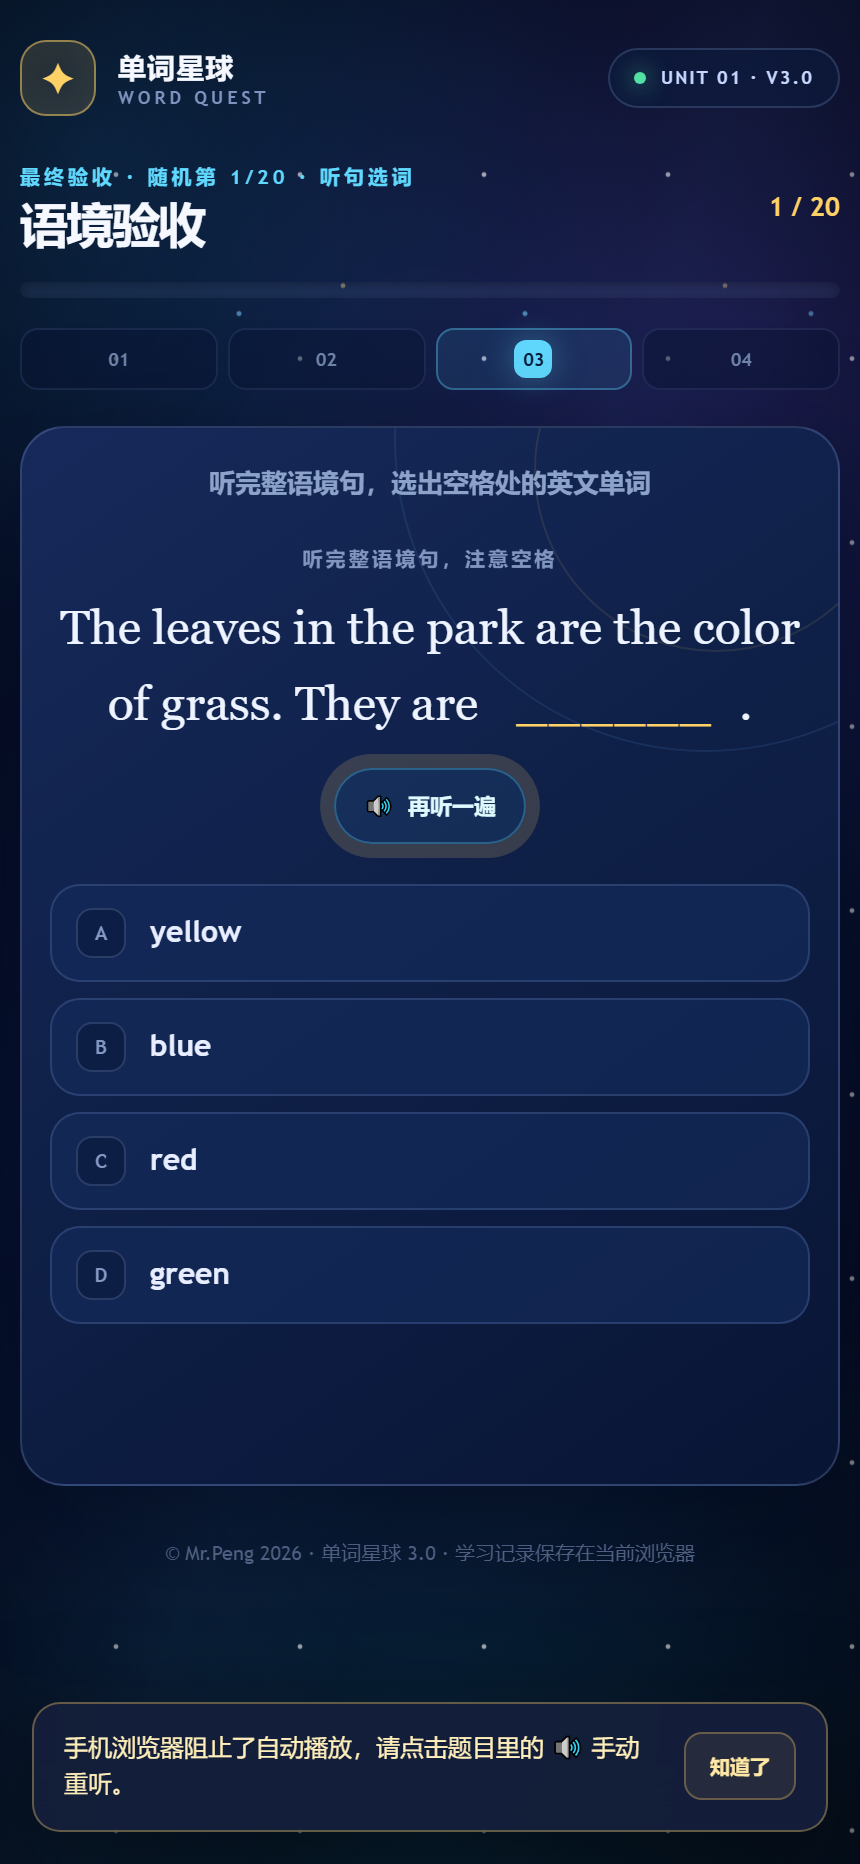 单词星球
WORD QUEST
UNIT 01 · V3.0
最终验收 · 随机第 1/20 · 听句选词
语境验收
1 / 20
01
02
03
04
听完整语境句，选出空格处的英文单词
听完整语境句，注意空格
The leaves in the park are the color
of grass. They are ______ .
🔊 再听一遍
A yellow
B blue
C red
D green
© Mr.Peng 2026 · 单词星球 3.0 · 学习记录保存在当前浏览器
手机浏览器阻止了自动播放，请点击题目里的 🔊 手动
重听。
知道了